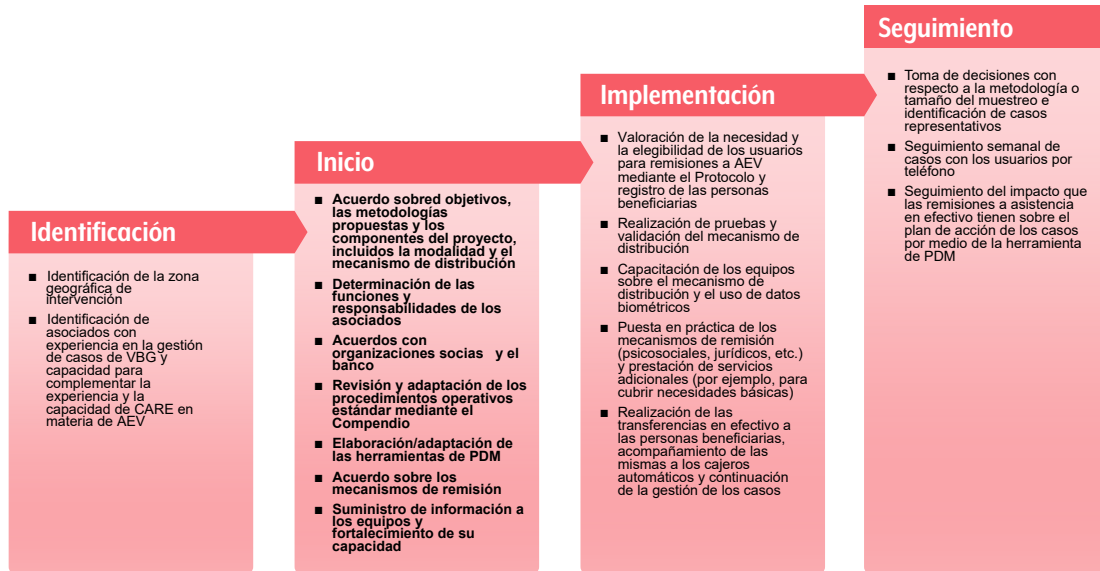 Identificación
■ Identificación de la zona
geográfica de
intervención
■ Identificación de
asociados con
experiencia en la gestión
de casos de VBG y
capacidad para
complementar la
experiencia y la
capacidad de CARE en
materia de AEV
Inicio
■ Acuerdo sobred objetivos,
las metodologías
propuestas y los
componentes del proyecto,
incluidos la modalidad y el
mecanismo de distribución
■ Determinación de las
funciones y
responsabilidades de los
asociados
■ Acuerdos con
organizaciones socias y el
banco
■ Revisión y adaptación de los
procedimientos operativos
estándar mediante el
Compendio
■ Elaboración/adaptación de
las herramientas de PDM
■ Acuerdo sobre los
mecanismos de remisión
■ Suministro de información a
los equipos y
fortalecimiento de su
capacidad
Implementación
■ Valoración de la necesidad y
la elegibilidad de los usuarios
para remisiones a AEV
mediante el Protocolo y
registro de las personas
beneficiarias
■ Realización de pruebas y
validación del mecanismo de
distribución
■ Capacitación de los equipos
sobre el mecanismo de
distribución y el uso de datos
biométricos
■ Puesta en práctica de los
mecanismos de remisión
(psicosociales, jurídicos, etc.)
y prestación de servicios
adicionales (por ejemplo, para
cubrir necesidades básicas)
■ Realización de las
transferencias en efectivo a
las personas beneficiarias,
acompañamiento de las
mismas a los cajeros
automáticos y continuación
de la gestión de los casos
Seguimiento
■ Toma de decisiones con
respecto a la metodología o
tamaño del muestreo e
identificación de casos
representativos
■ Seguimiento semanal de
casos con los usuarios por
teléfono
■ Seguimiento del impacto que
las remisiones a asistencia
en efectivo tienen sobre el
plan de acción de los casos
por medio de la herramienta
de PDM